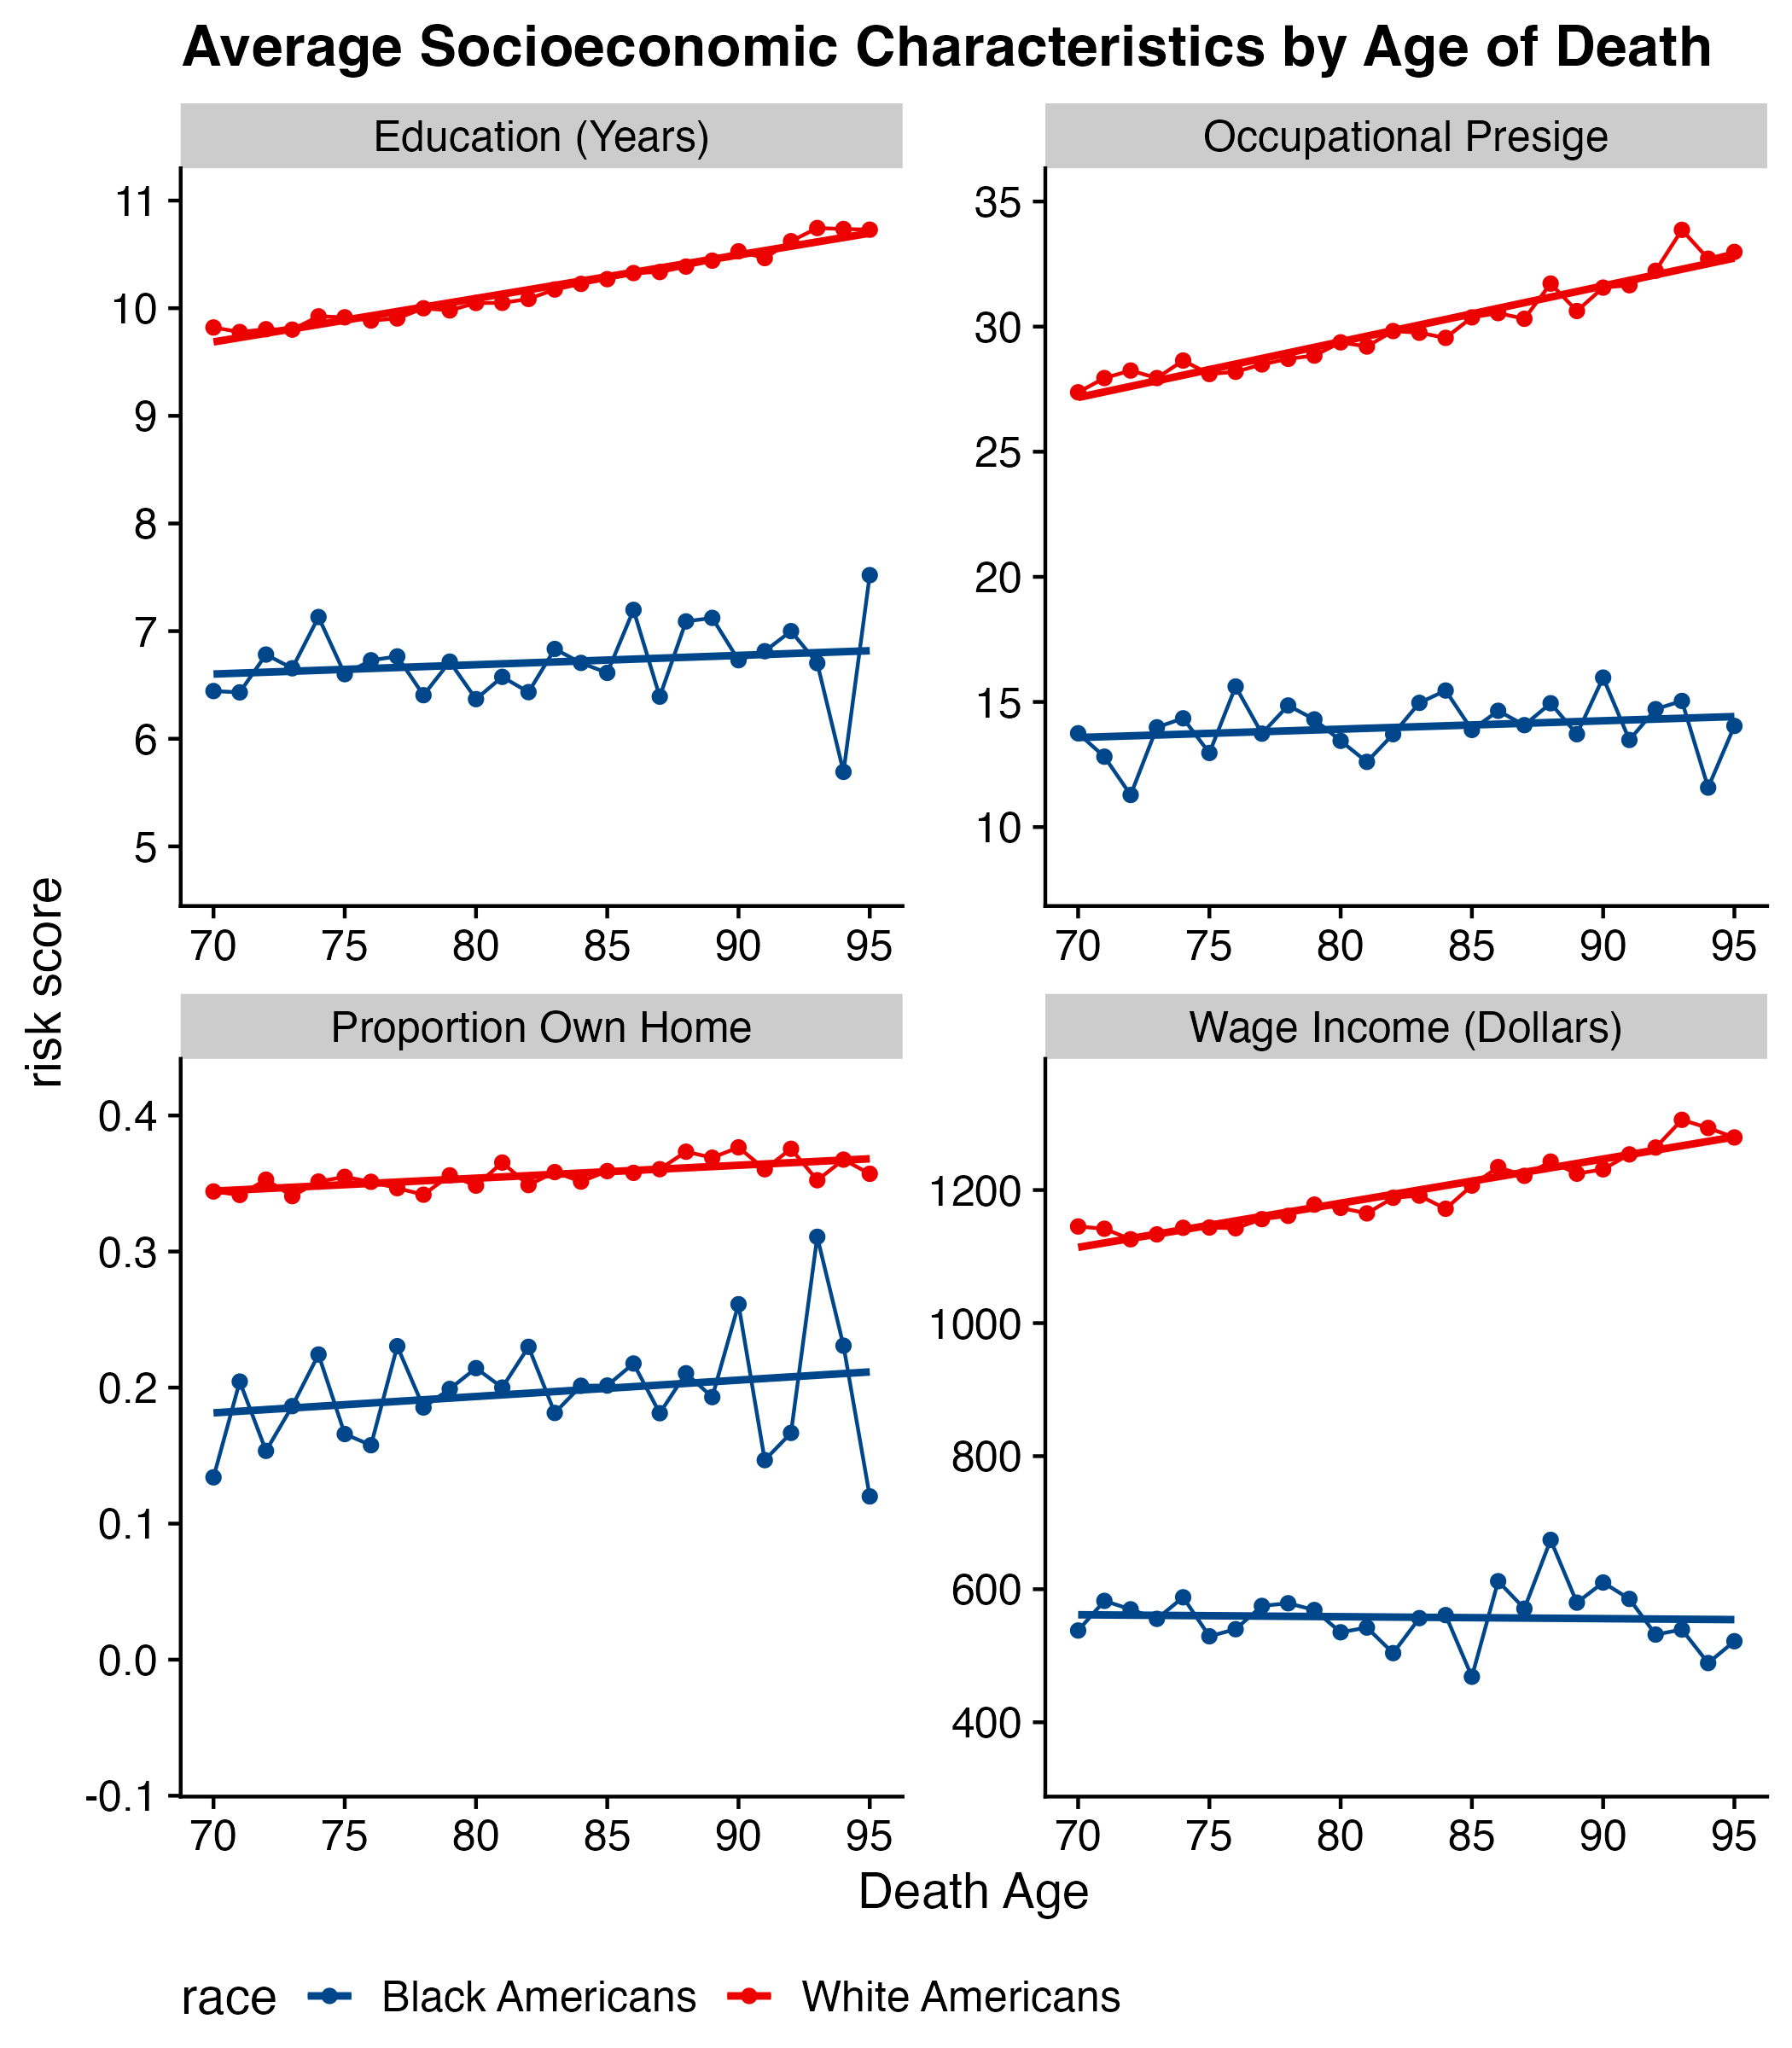 Average Socioeconomic Characteristics by Age of Death
Education (Years)
Occupational Presige
11
10
9
8
7
6
5
35
30
25
20
15
10
70 75 80 85 90 95
70 75 80 85 90 95
risk score
Proportion Own Home
Wage Income (Dollars)
0.4
0.3
0.2
0.1
0.0
-0.1
1200
1000
800
600
400
70 75 80 85 90 95
70 75 80 85 90 95
Death Age
race Black Americans White Americans